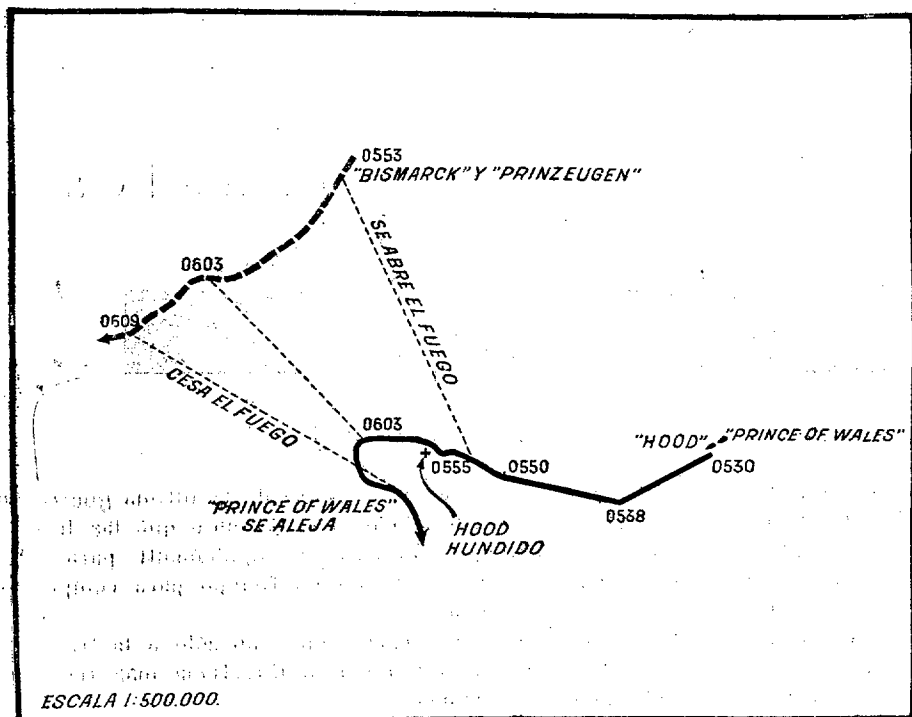 0553
"BISMARCK" Y "PRINZEUGEN"
SE ABRE EL FUEGO
0603
0609
CESA EL FUEGO
0603
"HOOD"
"PRINCE OF WALES"
0555
0550
0530
0538
"PRINCE OF WALES"
SE ALEJA
HOOD
HUNDIDO
ESCALA 1:500.000.